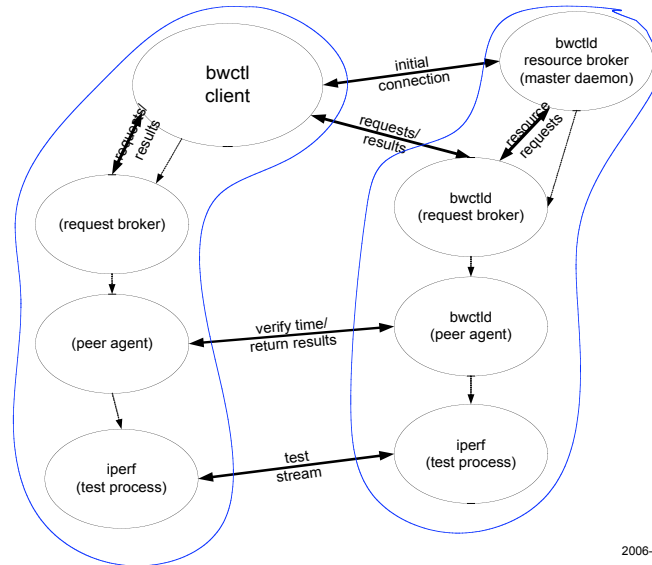 bwctl
client
initial
connection
bwctld
resource broker
(master daemon)
requests/
results
requests/
results
resource
requests
(request broker)
bwctld
(request broker)
(peer agent)
verify time/
return results
bwctld
(peer agent)
iperf
(test process)
test
stream
iperf
(test process)
2006-